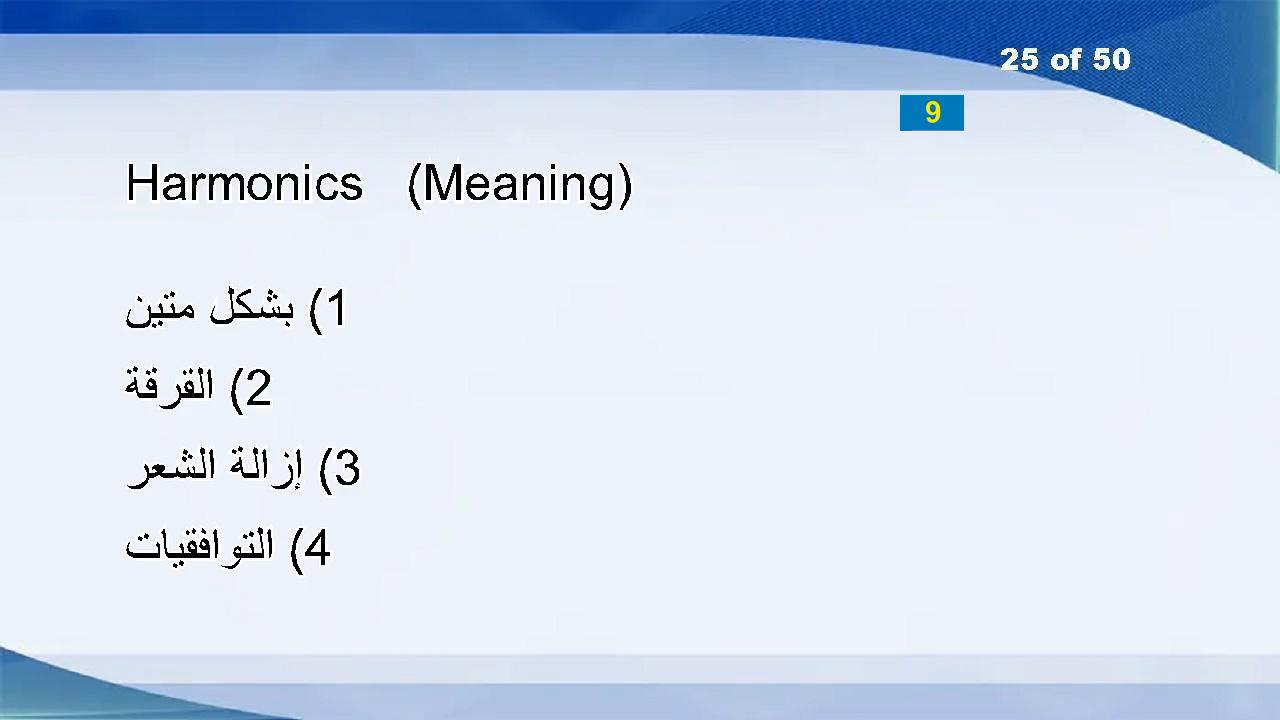 25 of 50
9
Harmonics (Meaning)
1) بشكل متين
2) القرقة
3) إزالة الشعر
4) التوافقيات